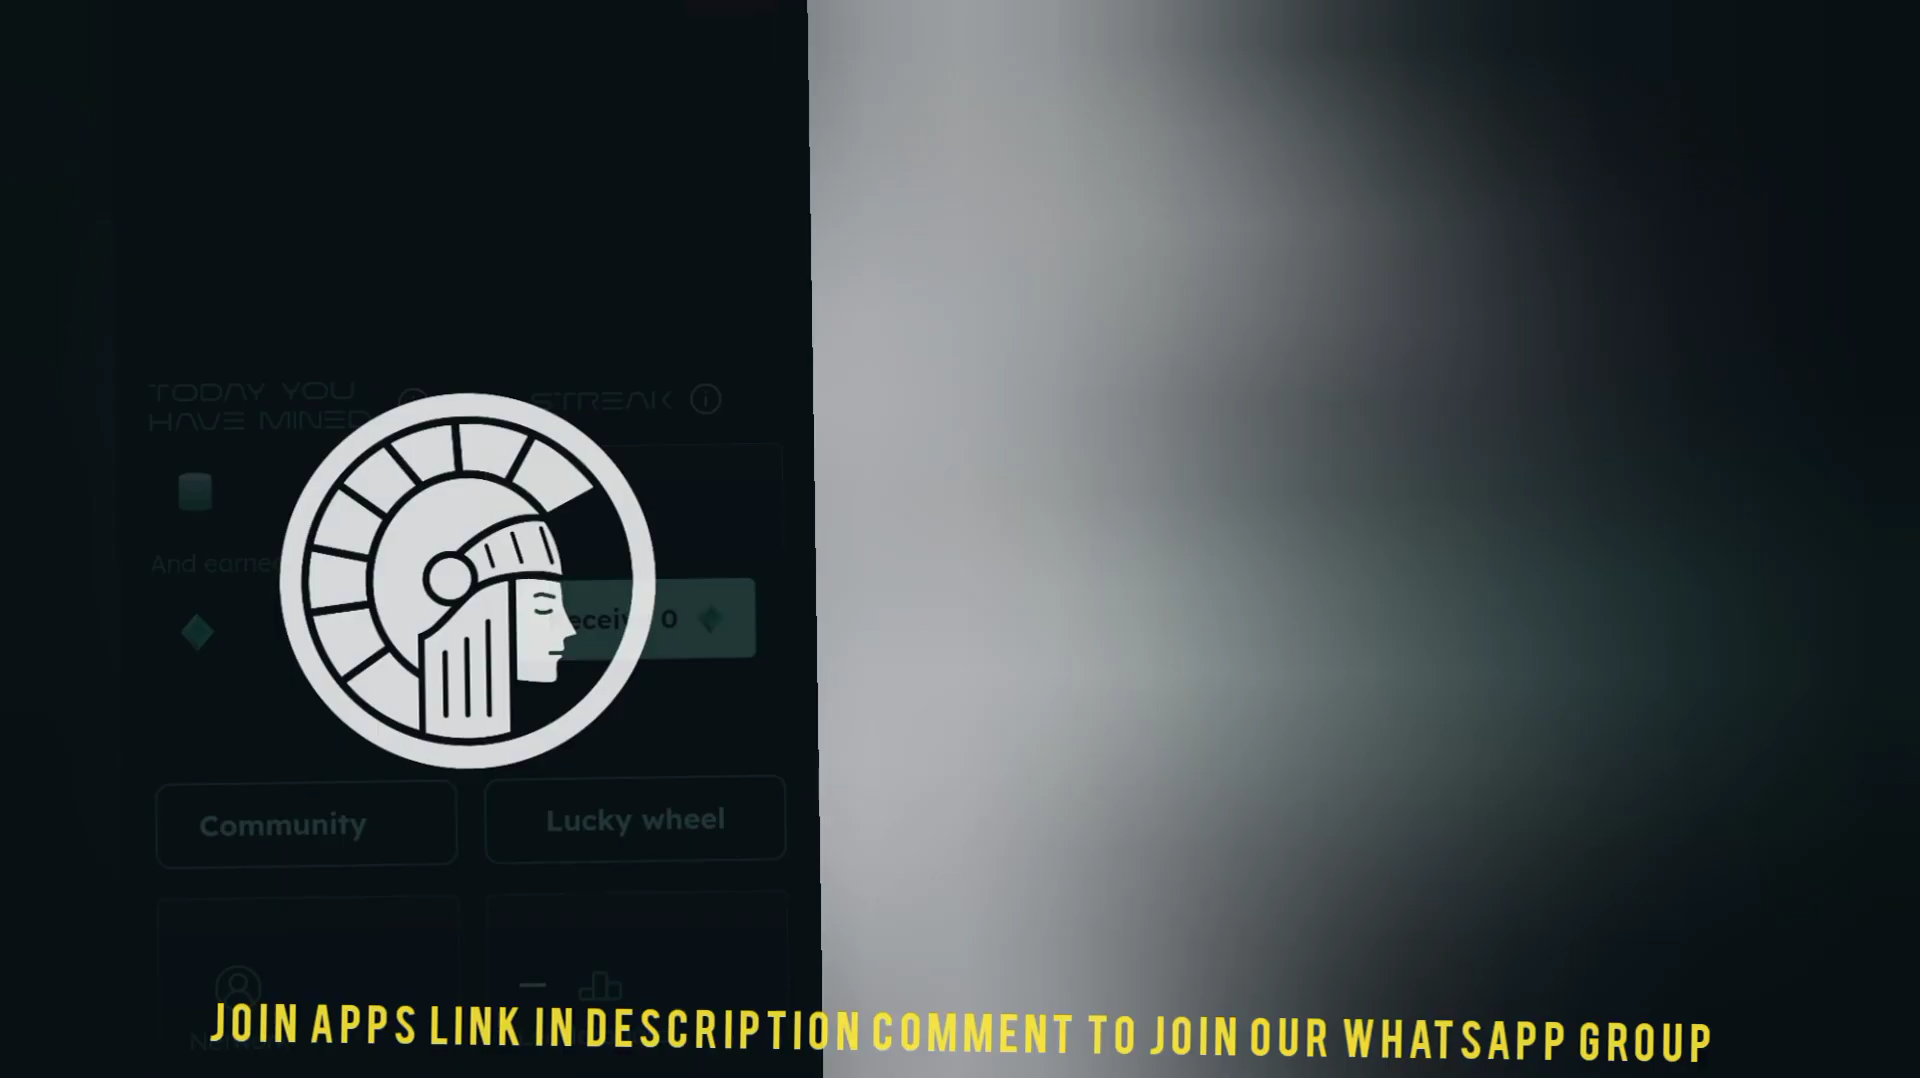 TODAY YOU
HAVE MINED
STREAK
And earned
0
Community
Lucky wheel
JOIN APPS LINK IN DESCRIPTION COMMENT TO JOIN OUR WHATSAPP GROUP